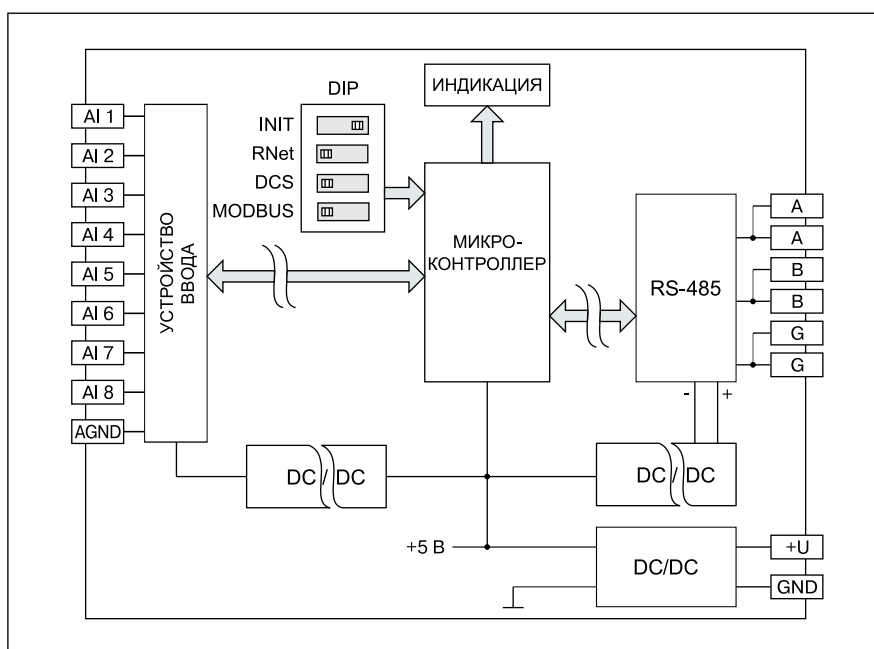 DIP
ИНДИКАЦИЯ
INIT
RNet
DCS
MODBUS
AI 1
AI 2
AI 3
AI 4
AI 5
AI 6
AI 7
AI 8
AGND
УСТРОЙСТВО
ВВОДА
МИКРО-
КОНТРОЛЛЕР
RS-485
A
A
B
B
G
G
- +
DC / DC
DC / DC
+5 В
DC/DC
+U
GND